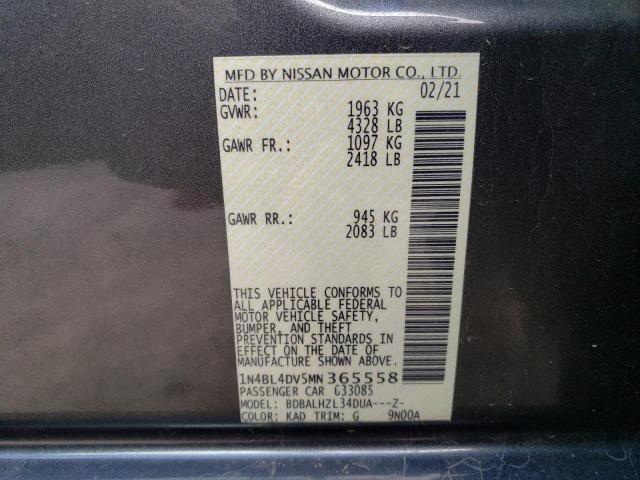 MFD BY NISSAN MOTOR CO., LTD.
DATE: 02/21
GVWR: 1963 KG
4328 LB
GAWR FR.: 1097 KG
2418 LB
GAWR RR.: 945 KG
2083 LB
THIS VEHICLE CONFORMS TO
ALL APPLICABLE FEDERAL
MOTOR VEHICLE SAFETY,
BUMPER, AND THEFT
PREVENTION STANDARDS IN
EFFECT ON THE DATE OF
MANUFACTURE SHOWN ABOVE.
1N4BL4DV5MN365558
PASSENGER CAR G33085
MODEL: BDBALHZL34DUA---Z-
COLOR: KAD TRIM: G 9N00A